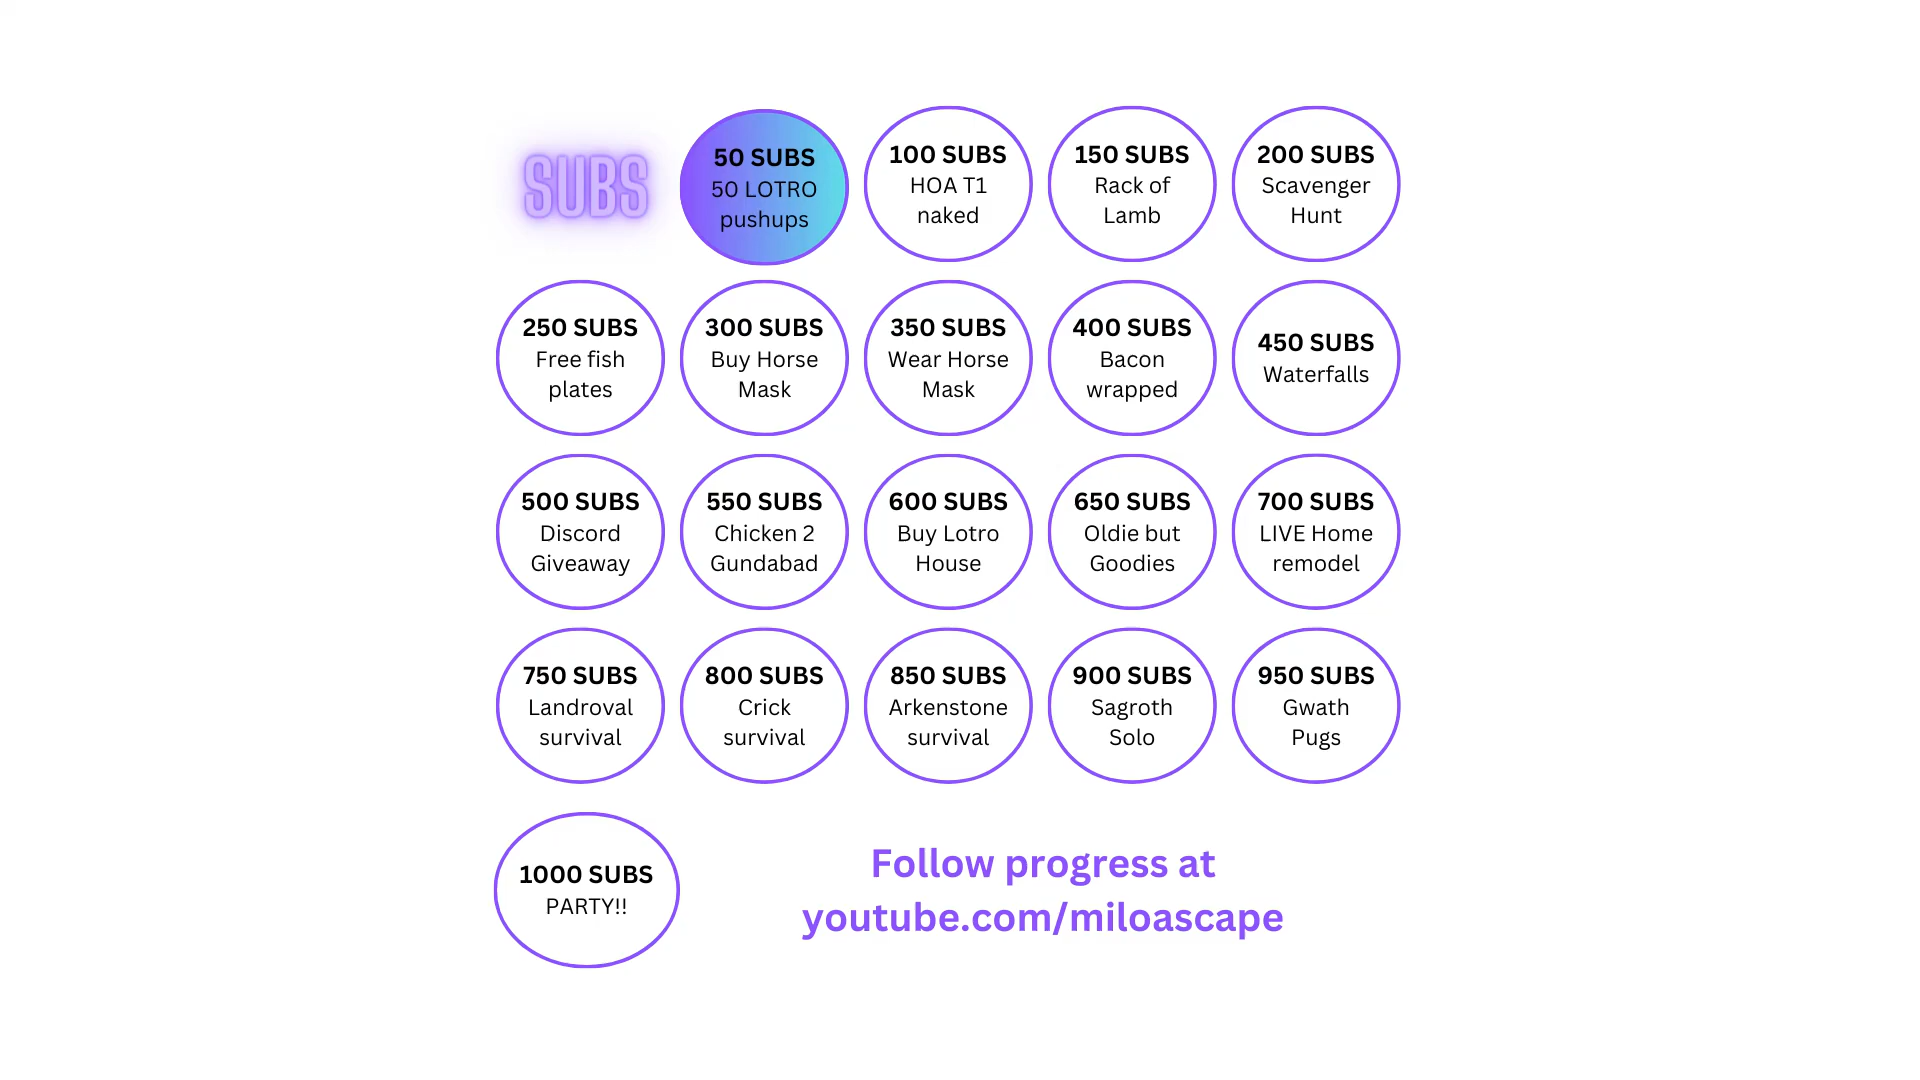 SUBS
50 SUBS
50 LOTRO
pushups
100 SUBS
HOA T1
naked
150 SUBS
Rack of
Lamb
200 SUBS
Scavenger
Hunt
250 SUBS
Free fish
plates
300 SUBS
Buy Horse
Mask
350 SUBS
Wear Horse
Mask
400 SUBS
Bacon
wrapped
450 SUBS
Waterfalls
500 SUBS
Discord
Giveaway
550 SUBS
Chicken 2
Gundabad
600 SUBS
Buy Lotro
House
650 SUBS
Oldie but
Goodies
700 SUBS
LIVE Home
remodel
750 SUBS
Landroval
survival
800 SUBS
Crick
survival
850 SUBS
Arkenstone
survival
900 SUBS
Sagroth
Solo
950 SUBS
Gwath
Pugs
1000 SUBS
PARTY!!
Follow progress at
youtube.com/miloascape